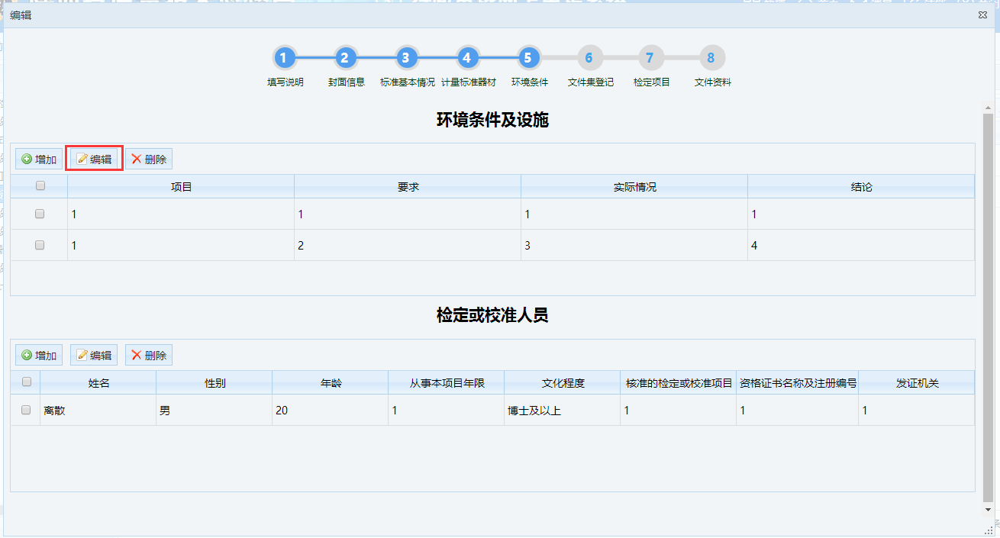 编辑
1 2 3 4 5 6 7 8
填写说明 封面信息 标准基本情况 计量标准器材 环境条件 文件集登记 检定项目 文件资料
环境条件及设施
增加 编辑 删除
项目 要求 实际情况 结论
1 1 1 1
1 2 3 4
检定或校准人员
增加 编辑 删除
姓名 性别 年龄 从事本项目年限 文化程度 核准的检定或校准项目 资格证书名称及注册编号 发证机关
离散 男 20 1 博士及以上 1 1 1